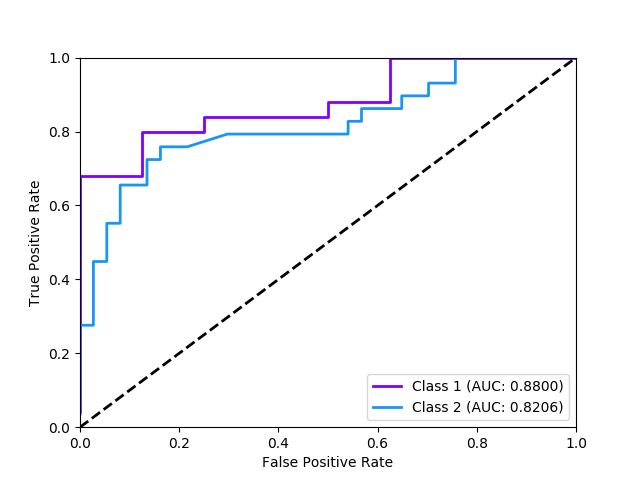 1.0
0.8
0.6
0.4
0.2
0.0
True Positive Rate
0.0 0.2 0.4 0.6 0.8 1.0
False Positive Rate
Class 1 (AUC: 0.8800)
Class 2 (AUC: 0.8206)